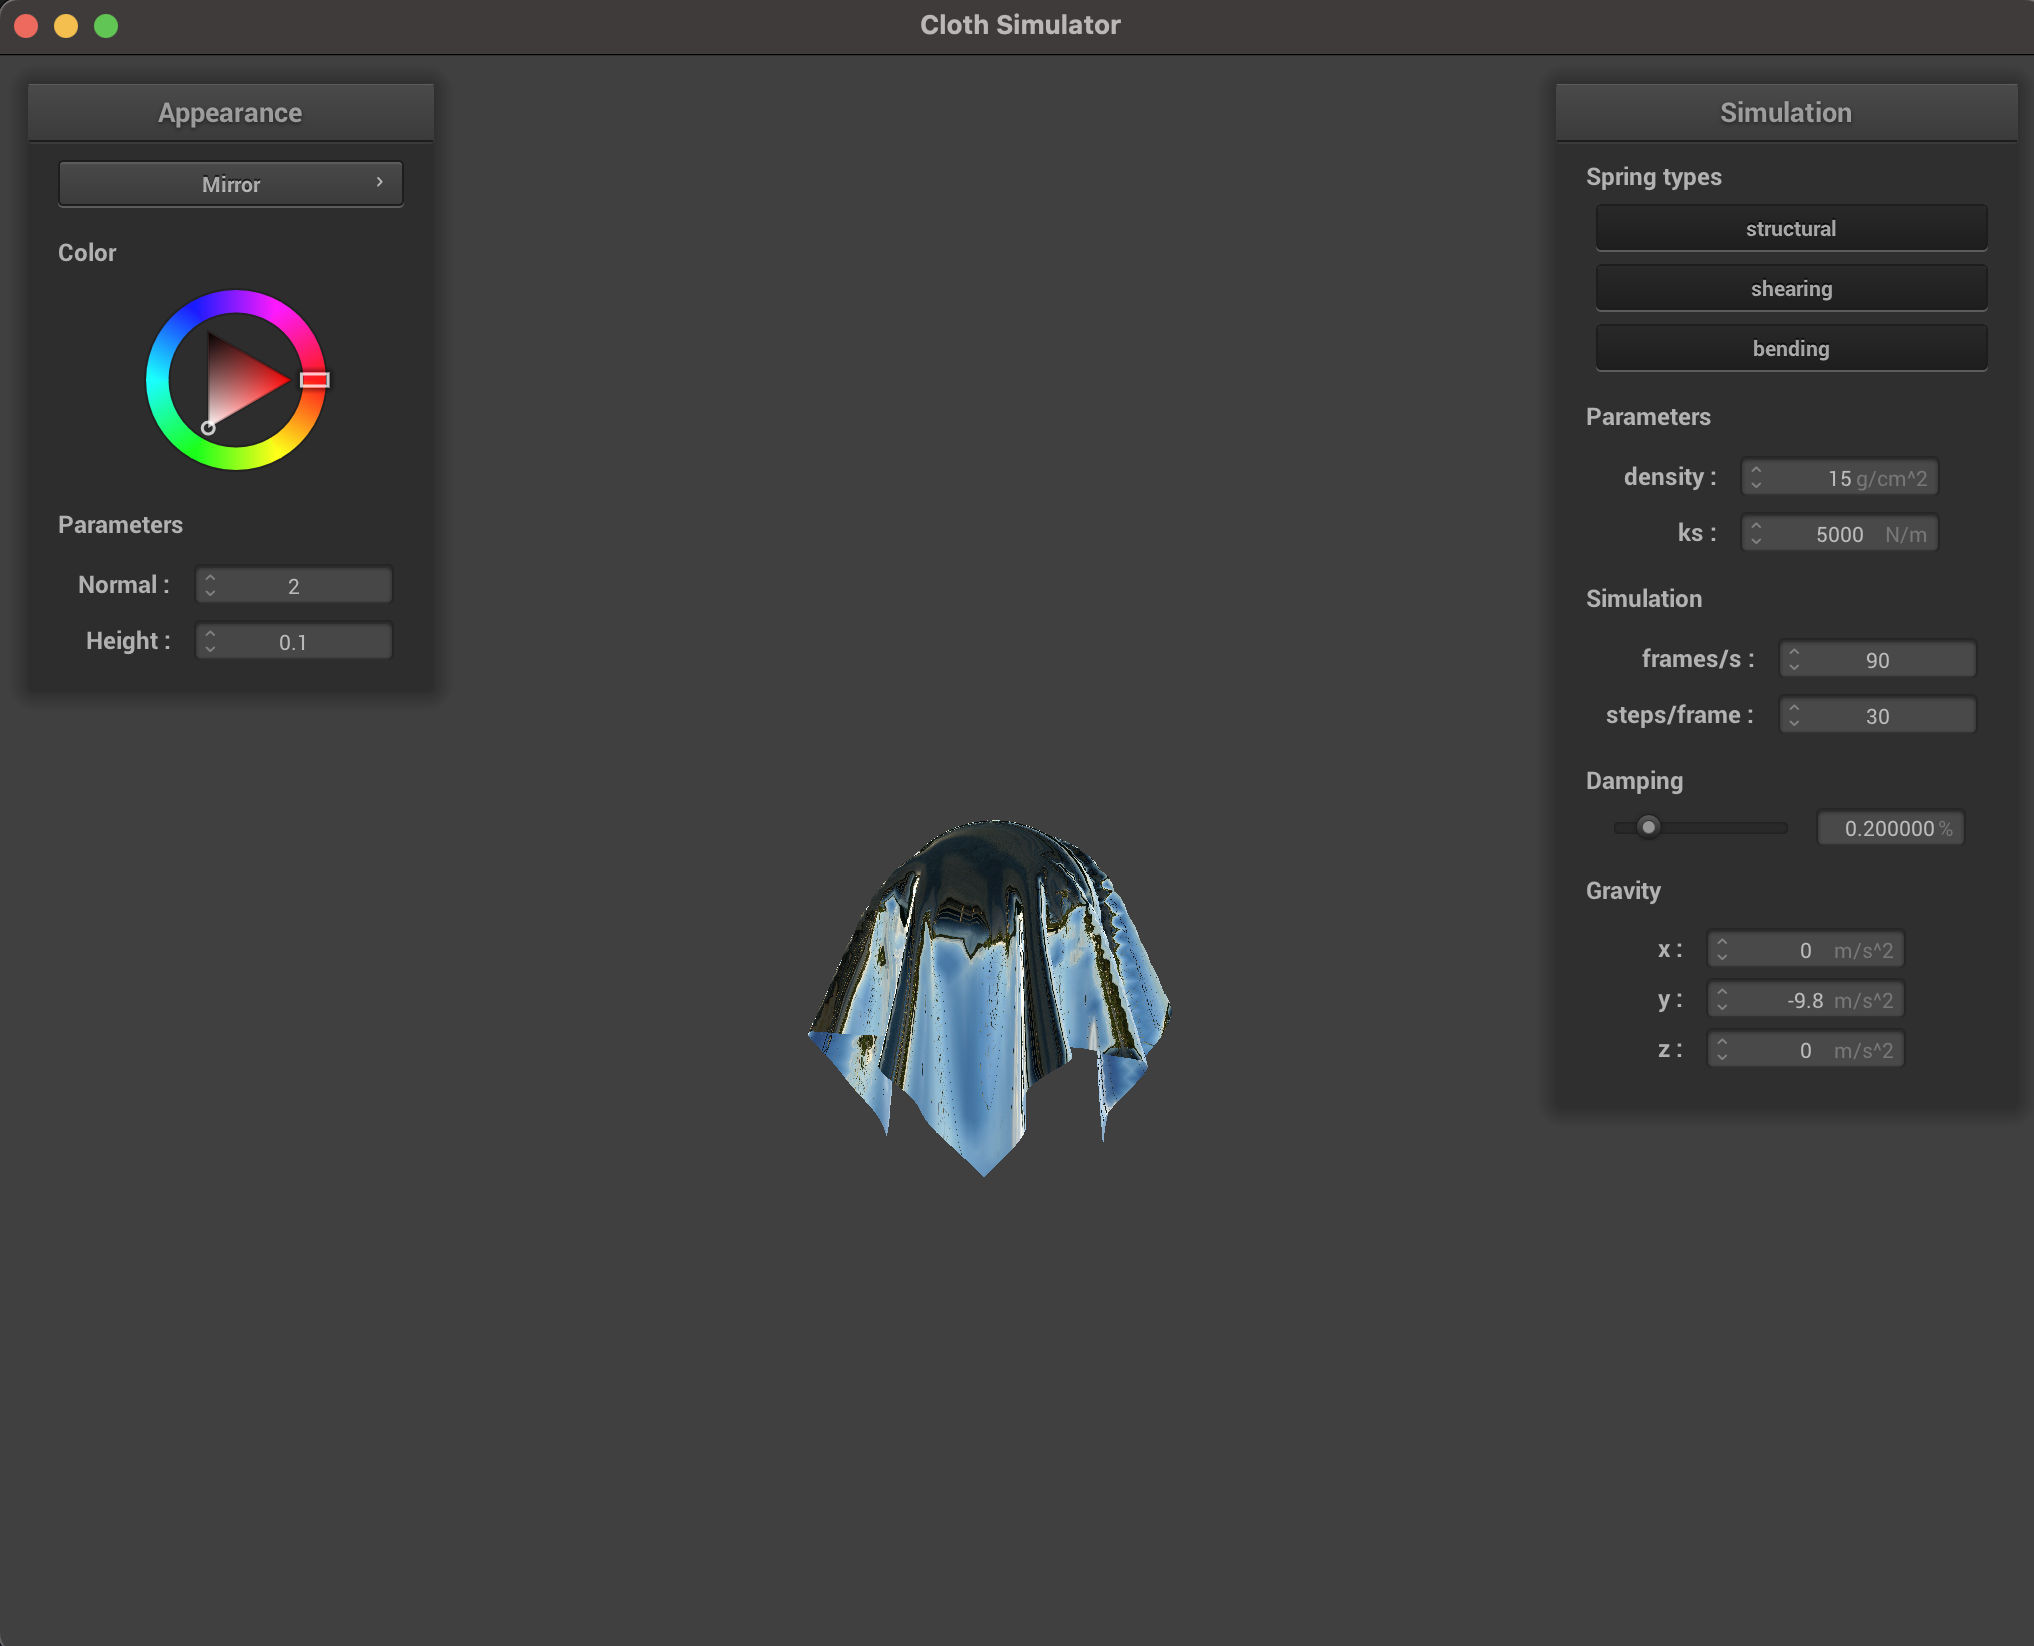 Cloth Simulator
Appearance
Mirror
Color
Parameters
Normal : 2
Height : 0.1
Simulation
Spring types
structural
shearing
bending
Parameters
density : 15 g/cm^2
ks : 5000 N/m
Simulation
frames/s : 90
steps/frame : 30
Damping
0.200000 %
Gravity
x : 0 m/s^2
y : -9.8 m/s^2
z : 0 m/s^2